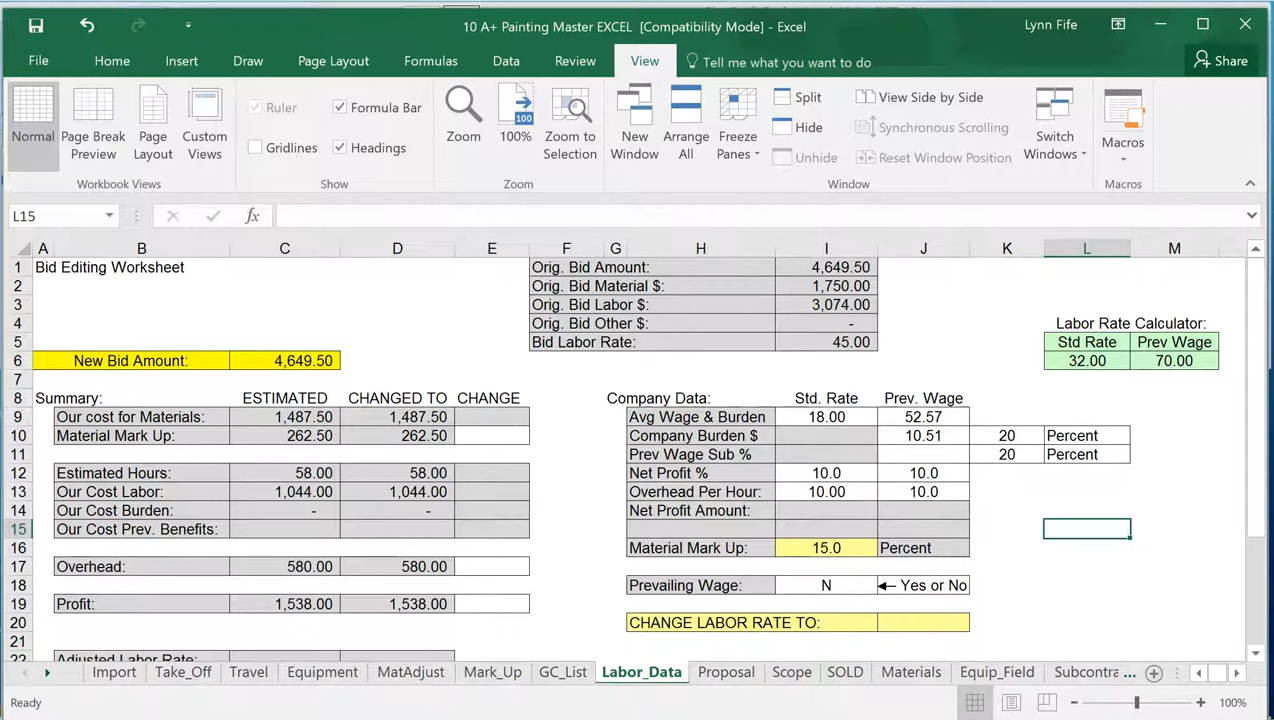 10 A+ Painting Master EXCEL [Compatibility Mode] - Excel
Lynn Fife
File Home Insert Draw Page Layout Formulas Data Review View Tell me what you want to do Share
Normal Page Break Preview Page Layout Custom Views
Workbook Views
Ruler Formula Bar
Gridlines Headings
Show
Zoom 100% Zoom to Selection
100
Zoom
New Window Arrange All Freeze Panes
Split View Side by Side
Hide Synchronous Scrolling
Unhide Reset Window Position
Switch Windows
Window
Macros
Macros
L15 fx
A B C D E F G H I J K L M
1 Bid Editing Worksheet Orig. Bid Amount: 4,649.50
2 Orig. Bid Material $: 1,750.00
3 Orig. Bid Labor $: 3,074.00
4 Orig. Bid Other $: - Labor Rate Calculator:
5 Bid Labor Rate: 45.00 Std Rate Prev Wage
6 New Bid Amount: 4,649.50 32.00 70.00
7
8 Summary: ESTIMATED CHANGED TO CHANGE Company Data: Std. Rate Prev. Wage
9 Our cost for Materials: 1,487.50 1,487.50 Avg Wage & Burden 18.00 52.57
10 Material Mark Up: 262.50 262.50 Company Burden $ 10.51 20 Percent
11 Prev Wage Sub % 20 Percent
12 Estimated Hours: 58.00 58.00 Net Profit % 10.0 10.0
13 Our Cost Labor: 1,044.00 1,044.00 Overhead Per Hour: 10.00 10.0
14 Our Cost Burden: - - Net Profit Amount:
15 Our Cost Prev. Benefits:
16 Material Mark Up: 15.0 Percent
17 Overhead: 580.00 580.00
18 Prevailing Wage: N ← Yes or No
19 Profit: 1,538.00 1,538.00
20 CHANGE LABOR RATE TO:
21
22 Adjusted Labor Rate:
Import Take_Off Travel Equipment MatAdjust Mark_Up GC_List Labor_Data Proposal Scope SOLD Materials Equip_Field Subcontra ...
Ready 100%